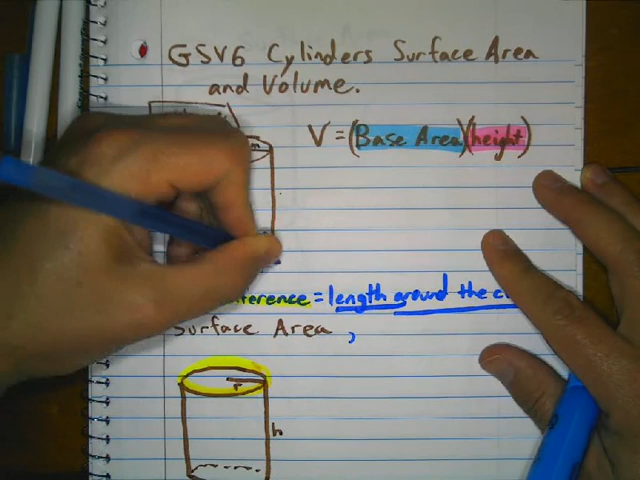 GSV6 Cylinders Surface Area
and Volume.
V = (Base Area)(height)
= length around the
Surface Area,
r
h